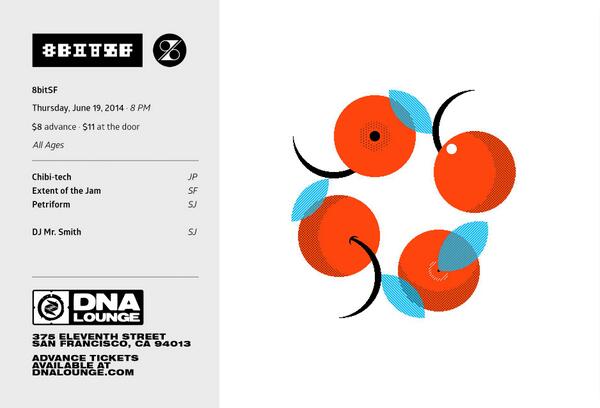 8BITSF
8bitSF
Thursday, June 19, 2014 · 8 PM
$8 advance · $11 at the door
All Ages
Chibi-tech JP
Extent of the Jam SF
Petriform SJ
DJ Mr. Smith SJ
DNA
LOUNGE
375 ELEVENTH STREET
SAN FRANCISCO, CA 94013
ADVANCE TICKETS
AVAILABLE AT
DNALOUNGE.COM